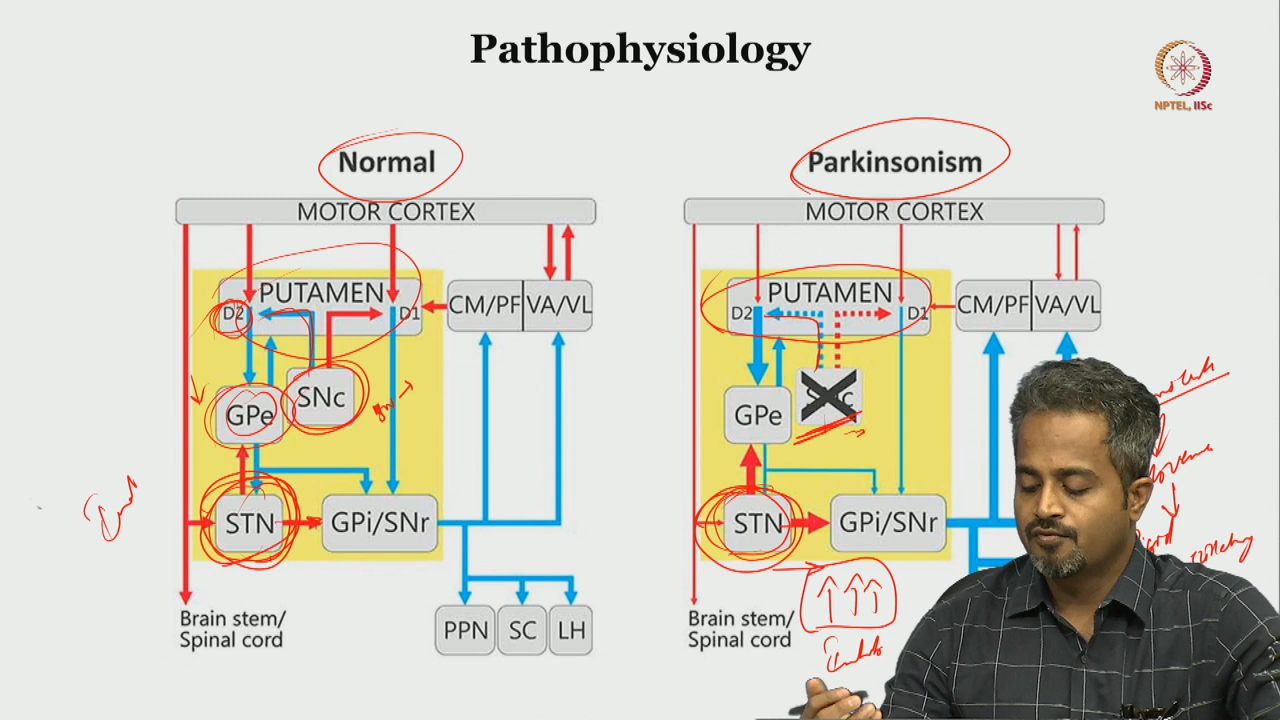 Pathophysiology
NPTEL, IISc
Normal
MOTOR CORTEX
PUTAMEN
D2
D1
CM/PF
VA/VL
SNc
GPe
STN
GPi/SNr
Brain stem/
Spinal cord
PPN
SC
LH
Parkinsonism
MOTOR CORTEX
PUTAMEN
D2
D1
CM/PF
VA/VL
GPe
STN
GPi/SNr
Brain stem/
Spinal cord